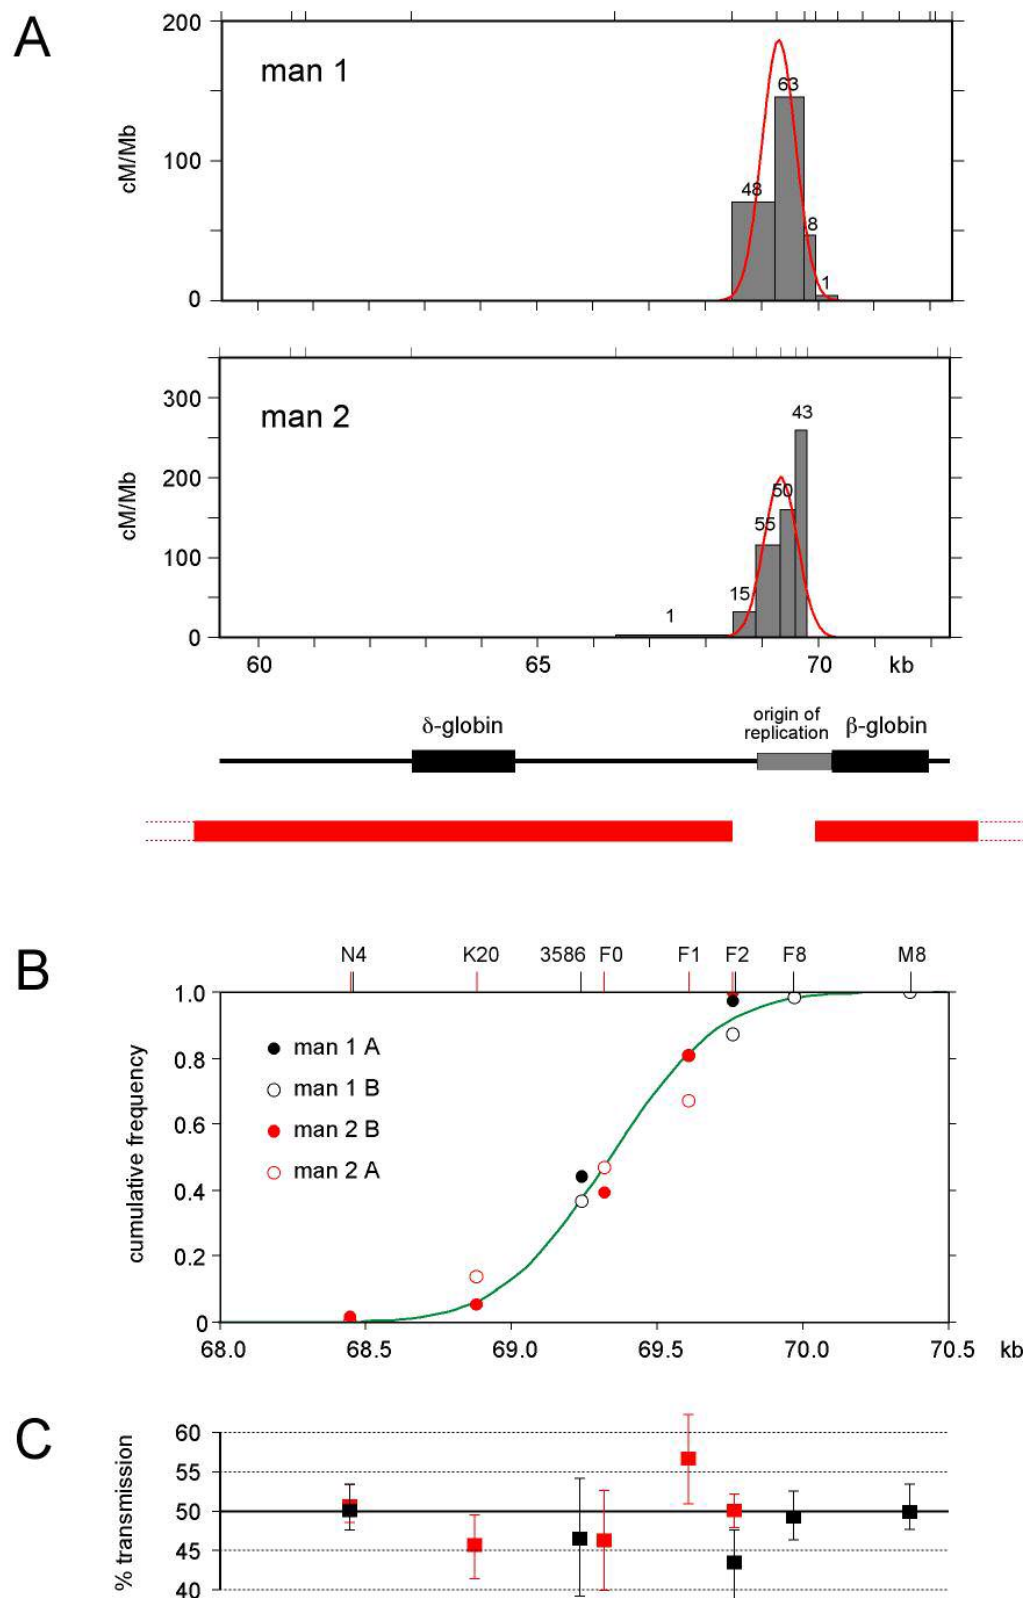 A
200
man 1
cM/Mb
100
63
48
8
1
0
300
man 2
43
cM/Mb
200
50
55
100
15
1
0
60 65 70 kb
δ-globin
origin of
replication
β-globin
B
N4 K20 3586 F0 F1 F2 F8 M8
1.0
man 1 A
0.8
man 1 B
cumulative frequency
0.6
man 2 B
man 2 A
0.4
0.2
0
68.0 68.5 69.0 69.5 70.0 70.5 kb
C
60
% transmission
55
50
45
40